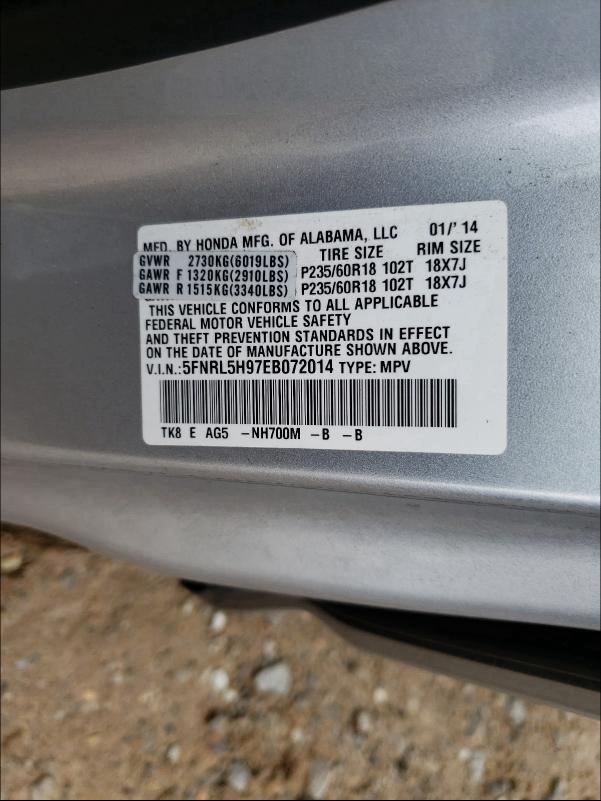 MFD. BY HONDA MFG. OF ALABAMA, LLC 01/'14
TIRE SIZE RIM SIZE
GVWR 2730KG(6019LBS)
GAWR F 1320KG(2910LBS) P235/60R18 102T 18X7J
GAWR R 1515KG(3340LBS) P235/60R18 102T 18X7J
THIS VEHICLE CONFORMS TO ALL APPLICABLE
FEDERAL MOTOR VEHICLE SAFETY
AND THEFT PREVENTION STANDARDS IN EFFECT
ON THE DATE OF MANUFACTURE SHOWN ABOVE.
V.I.N.:5FNRL5H97EB072014 TYPE: MPV
TK8 E AG5 -NH700M -B -B